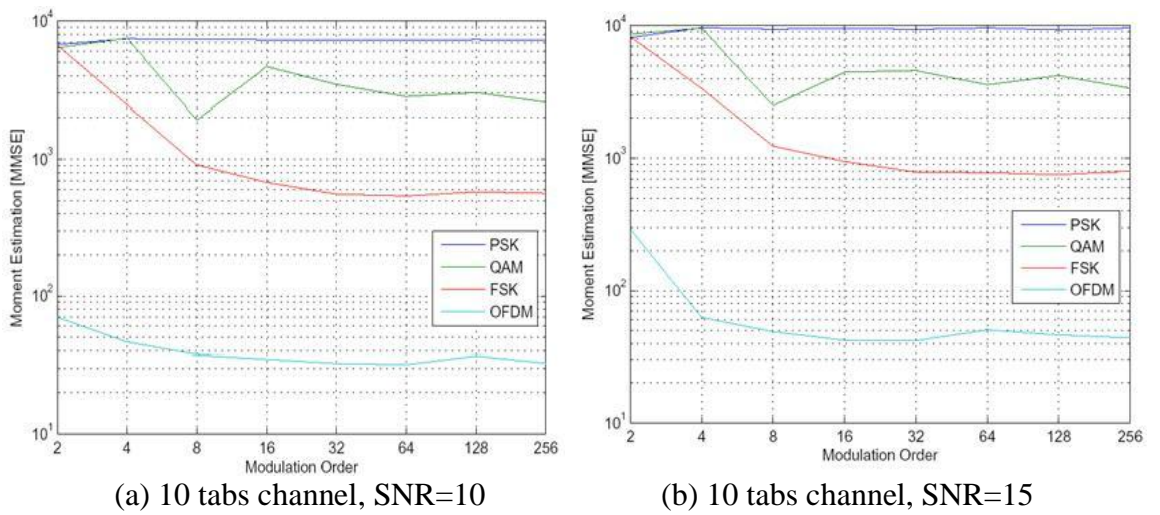 10^4
10^3
10^2
10^1
Moment Estimation [MMSE]
2 4 8 16 32 64 128 256
Modulation Order
PSK
QAM
FSK
OFDM
(a) 10 tabs channel, SNR=10
10^4
10^3
10^2
10^1
Moment Estimation [MMSE]
2 4 8 16 32 64 128 256
Modulation Order
PSK
QAM
FSK
OFDM
(b) 10 tabs channel, SNR=15